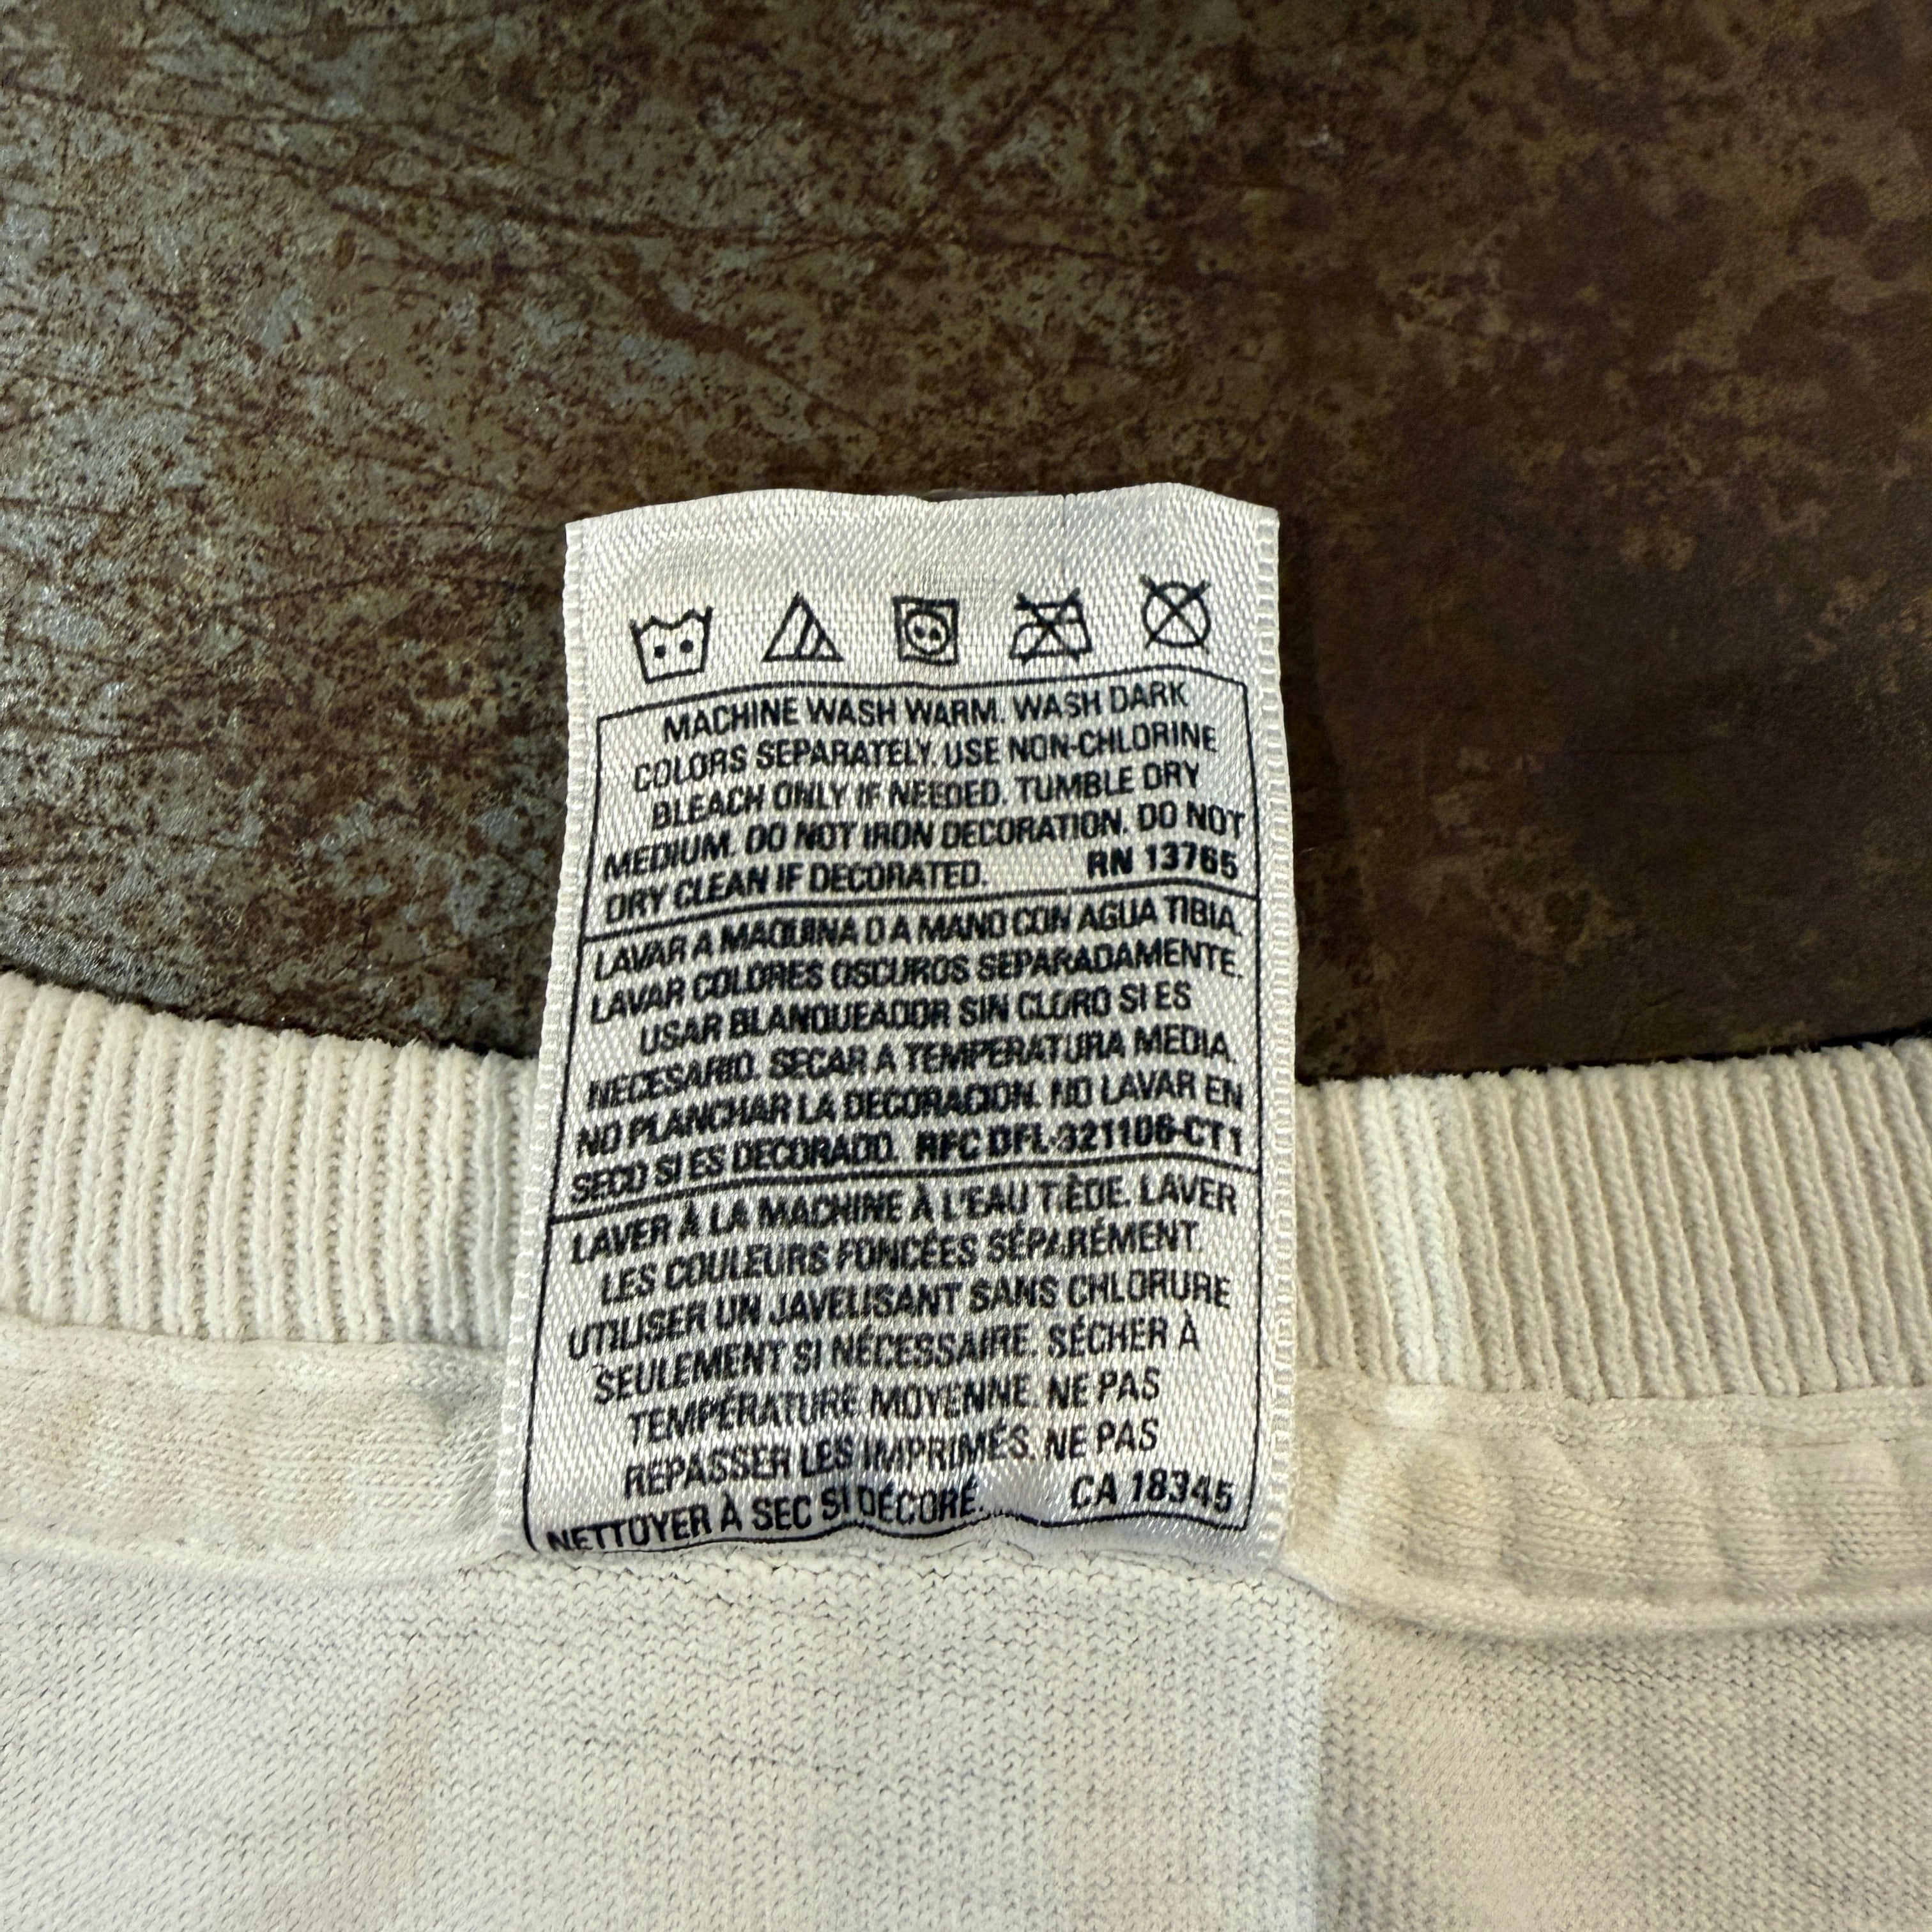 MACHINE WASH WARM. WASH DARK
COLORS SEPARATELY. USE NON-CHLORINE
BLEACH ONLY IF NEEDED. TUMBLE DRY
MEDIUM. DO NOT IRON DECORATION. DO NOT
DRY CLEAN IF DECORATED. RN 13765
LAVAR A MAQUINA O A MANO CON AGUA TIBIA.
LAVAR COLORES OSCUROS SEPARADAMENTE.
USAR BLANQUEADOR SIN CLORO SI ES
NECESARIO. SECAR A TEMPERATURA MEDIA.
NO PLANCHAR LA DECORACION. NO LAVAR EN
SECO SI ES DECORADO. RFC DFL-321106-CT1
LAVER À LA MACHINE À L'EAU TIÈDE. LAVER
LES COULEURS FONCÉES SÉPARÉMENT.
UTILISER UN JAVELISANT SANS CHLORURE
SEULEMENT SI NÉCESSAIRE. SÉCHER À
TEMPÉRATURE MOYENNE. NE PAS
REPASSER LES IMPRIMÉS. NE PAS
NETTOYER À SEC SI DÉCORÉ. CA 18345